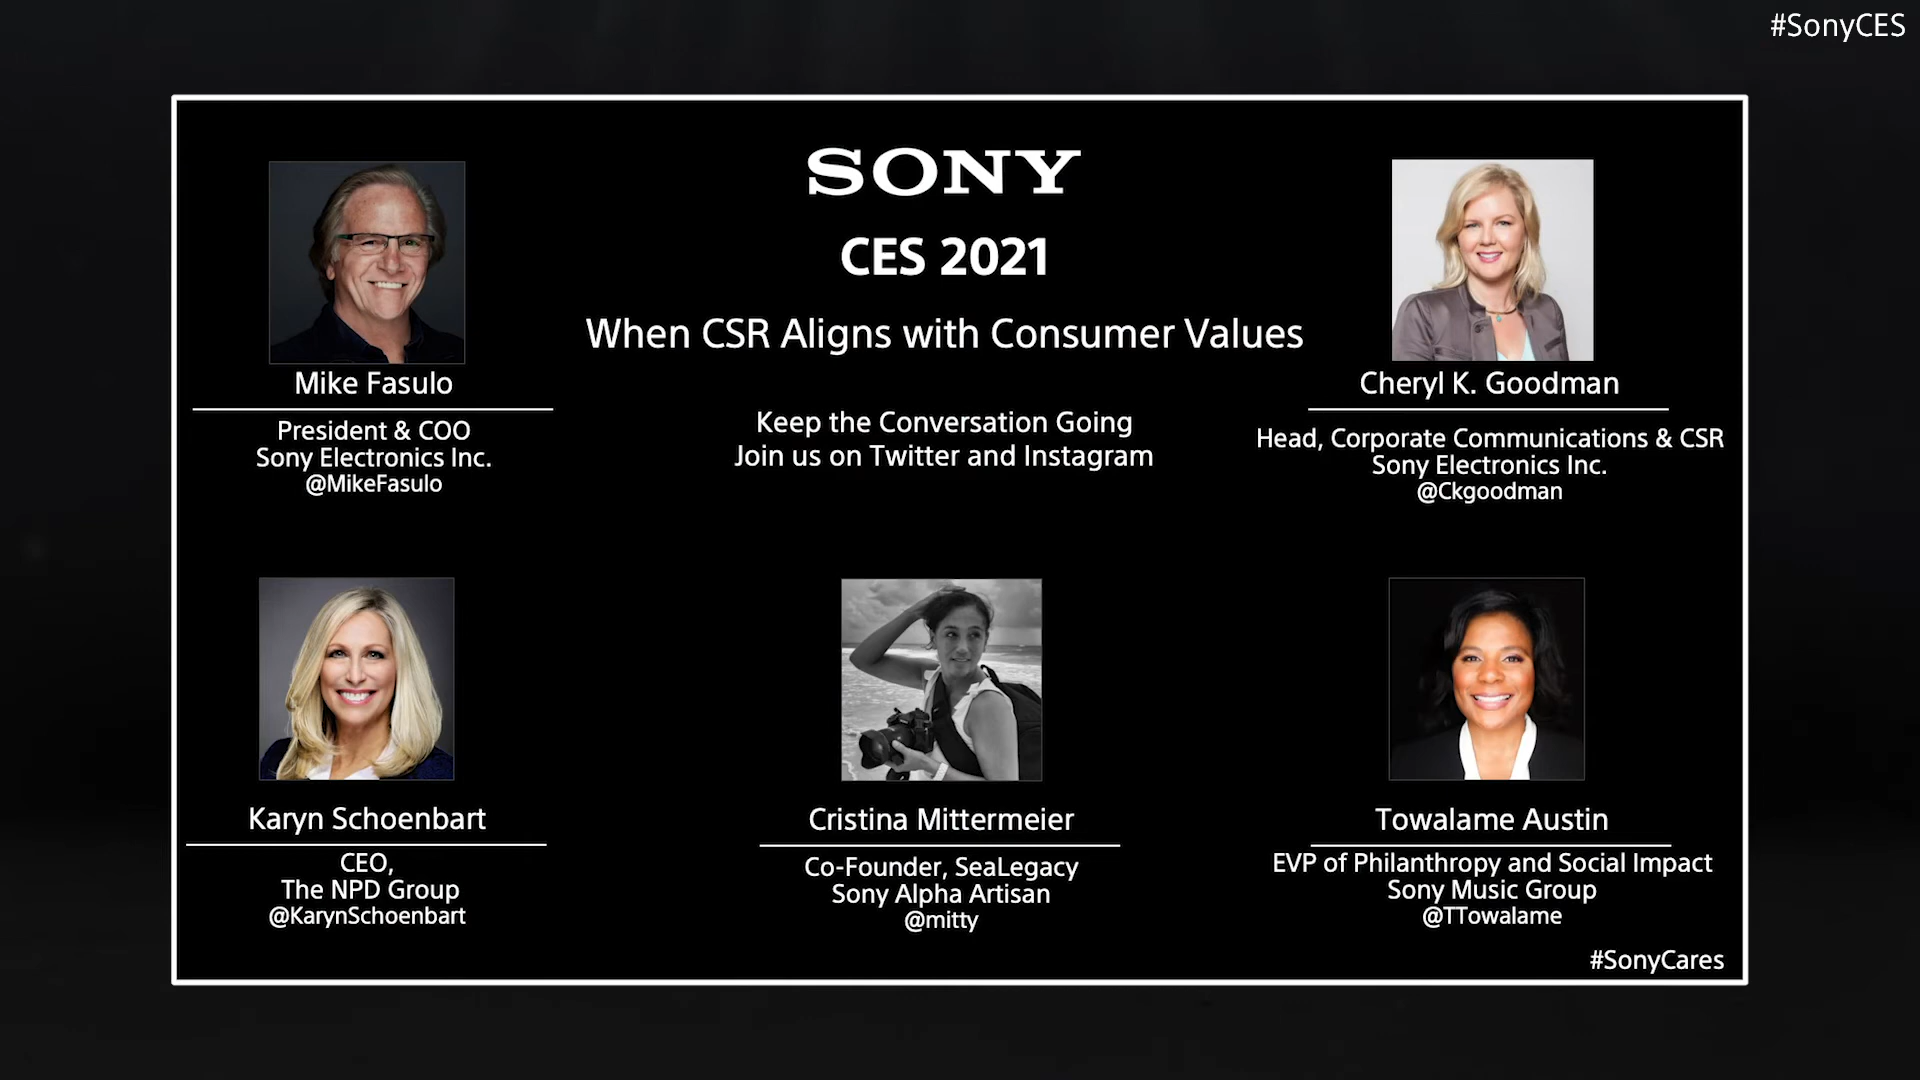 #SonyCES
SONY
CES 2021
When CSR Aligns with Consumer Values
Keep the Conversation Going
Join us on Twitter and Instagram
Mike Fasulo
President & COO
Sony Electronics Inc.
@MikeFasulo
Cheryl K. Goodman
Head, Corporate Communications & CSR
Sony Electronics Inc.
@Ckgoodman
Karyn Schoenbart
CEO,
The NPD Group
@KarynSchoenbart
Cristina Mittermeier
Co-Founder, SeaLegacy
Sony Alpha Artisan
@mitty
Towalame Austin
EVP of Philanthropy and Social Impact
Sony Music Group
@TTowalame
#SonyCares